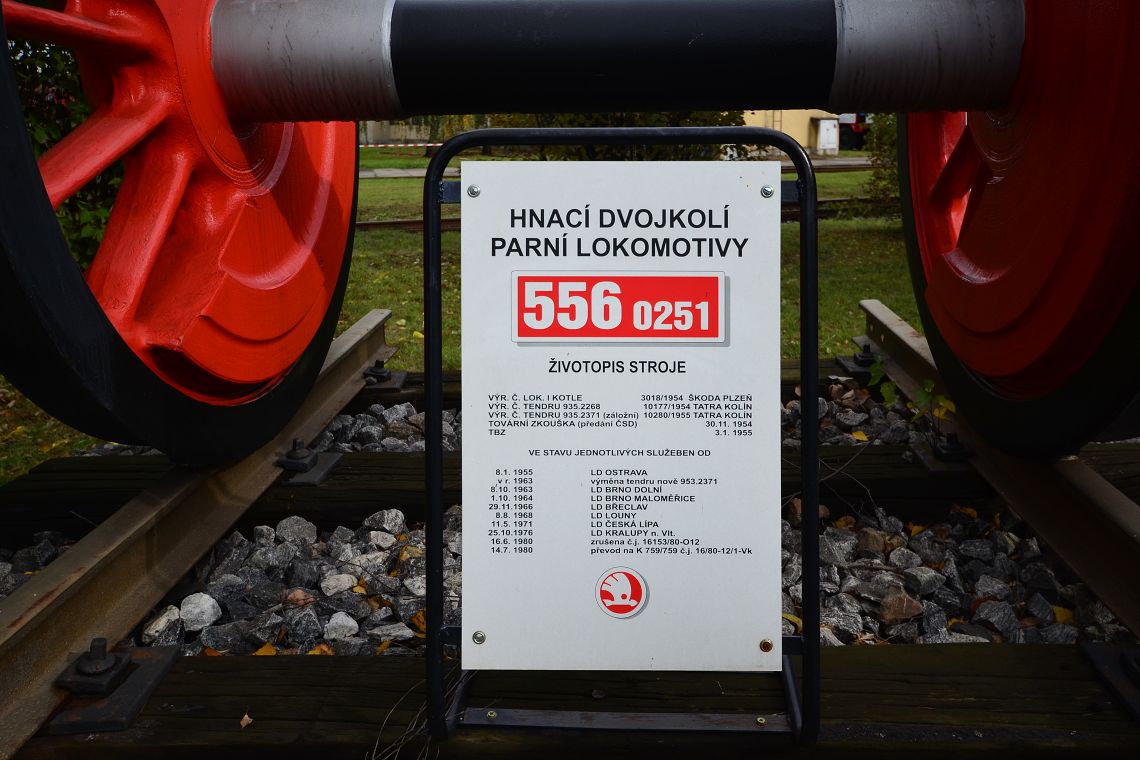 HNACÍ DVOJKOLÍ
PARNÍ LOKOMOTIVY
556 0251
ŽIVOTOPIS STROJE
VÝR. Č. LOK. I KOTLE 3018/1954 ŠKODA PLZEŇ
VÝR. Č. TENDRU 935.2268 10177/1954 TATRA KOLÍN
VÝR. Č. TENDRU 935.2371 (záložní) 10280/1955 TATRA KOLÍN
TOVÁRNÍ ZKOUŠKA (předání ČSD) 30.11. 1954
TBZ 3.1. 1955
VE STAVU JEDNOTLIVÝCH SLUŽEBEN OD
8.1. 1955 LD OSTRAVA
v r. 1963 výměna tendru nově 953.2371
8.10. 1963 LD BRNO DOLNÍ
1.10. 1964 LD BRNO MALOMĚŘICE
29.11.1966 LD BŘECLAV
8.8. 1968 LD LOUNY
11.5. 1971 LD ČESKÁ LÍPA
25.10.1976 LD KRALUPY n. Vlt.
16.6. 1980 zrušena č.j. 16153/80-O12
14.7. 1980 převod na K 759/759 č.j. 16/80-12/1-Vk